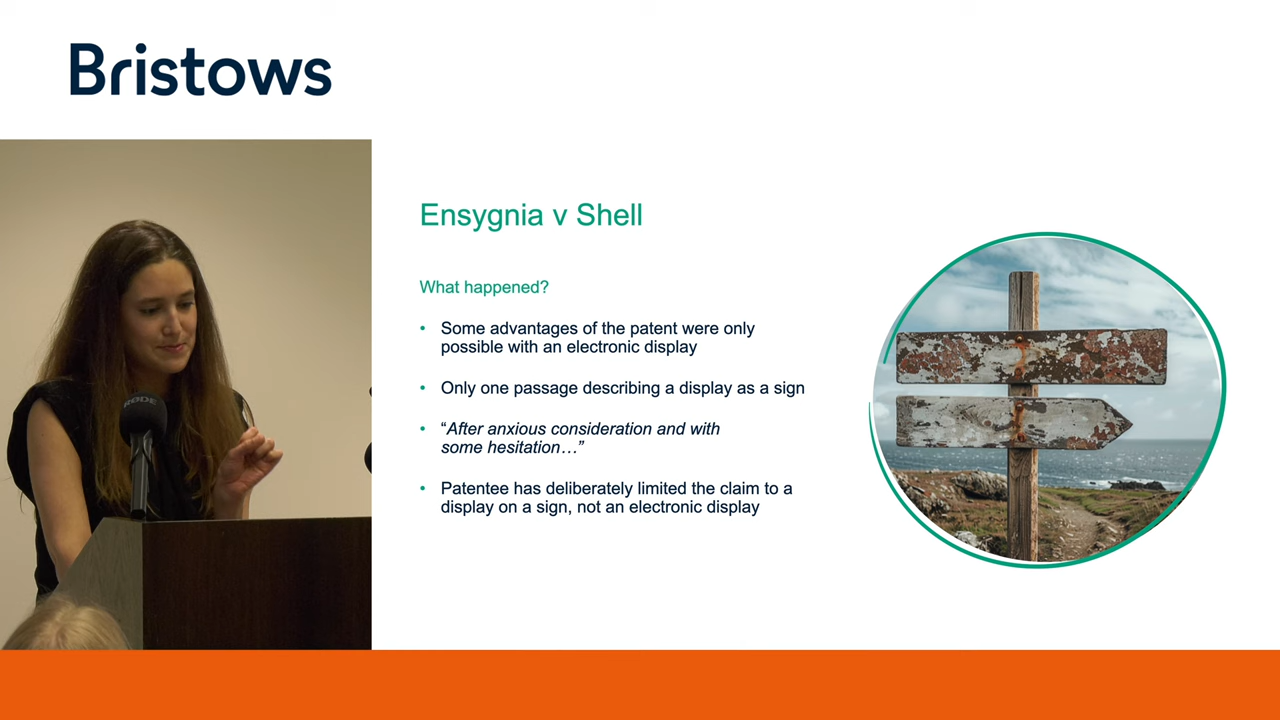 Bristows
Ensygnia v Shell
What happened?
• Some advantages of the patent were only
possible with an electronic display
• Only one passage describing a display as a sign
• “After anxious consideration and with
some hesitation…”
• Patentee has deliberately limited the claim to a
display on a sign, not an electronic display
RØDE